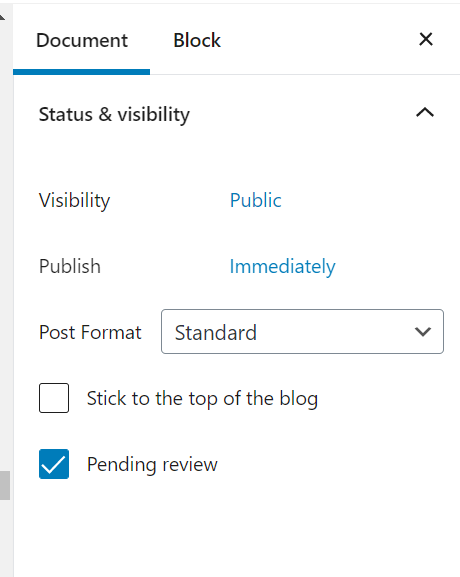 Document Block
Status & visibility
Visibility Public
Publish Immediately
Post Format Standard
Stick to the top of the blog
Pending review